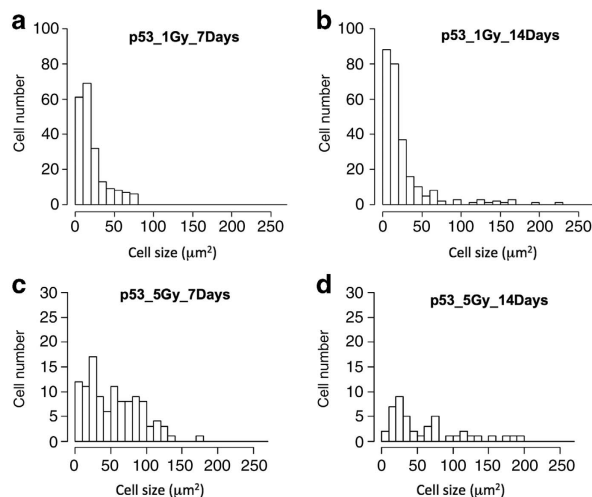 a
p53_1Gy_7Days
100
80
60
40
20
0
Cell number
0 50 100 150 200 250
Cell size (μm²)
b
p53_1Gy_14Days
100
80
60
40
20
0
Cell number
0 50 100 150 200 250
Cell size (μm²)
c
p53_5Gy_7Days
30
25
20
15
10
5
0
Cell number
0 50 100 150 200 250
Cell size (μm²)
d
p53_5Gy_14Days
30
25
20
15
10
5
0
Cell number
0 50 100 150 200 250
Cell size (μm²)